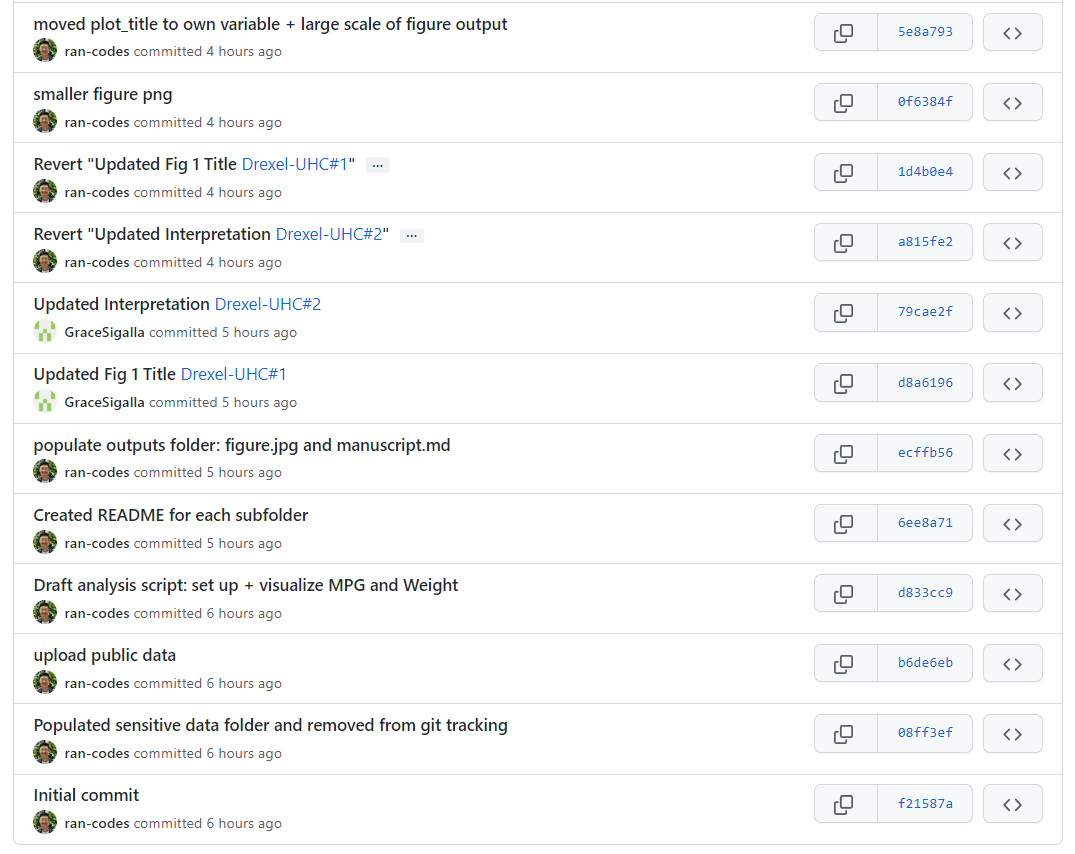 moved plot_title to own variable + large scale of figure output
5e8a793
ran-codes committed 4 hours ago
smaller figure png
0f6384f
ran-codes committed 4 hours ago
Revert "Updated Fig 1 Title Drexel-UHC#1" ...
1d4b0e4
ran-codes committed 4 hours ago
Revert "Updated Interpretation Drexel-UHC#2" ...
a815fe2
ran-codes committed 4 hours ago
Updated Interpretation Drexel-UHC#2
79cae2f
GraceSigalla committed 5 hours ago
Updated Fig 1 Title Drexel-UHC#1
d8a6196
GraceSigalla committed 5 hours ago
populate outputs folder: figure.jpg and manuscript.md
ecffb56
ran-codes committed 5 hours ago
Created README for each subfolder
6ee8a71
ran-codes committed 5 hours ago
Draft analysis script: set up + visualize MPG and Weight
d833cc9
ran-codes committed 6 hours ago
upload public data
b6de6eb
ran-codes committed 6 hours ago
Populated sensitive data folder and removed from git tracking
08ff3ef
ran-codes committed 6 hours ago
Initial commit
f21587a
ran-codes committed 6 hours ago